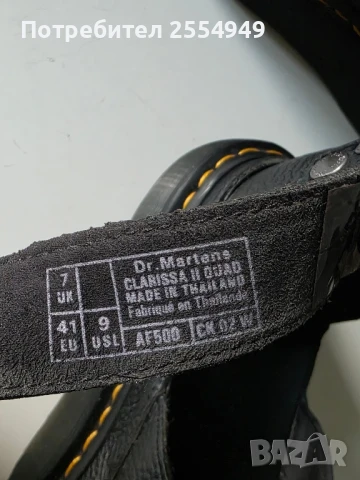 Потребител 2554949
Dr.Martens
CLARISSA II QUAD
MADE IN THAILAND
Fabriqué en Thaïlande
7 UK
41 EU
9 USL
AF500
CK 02 W
BAZAR